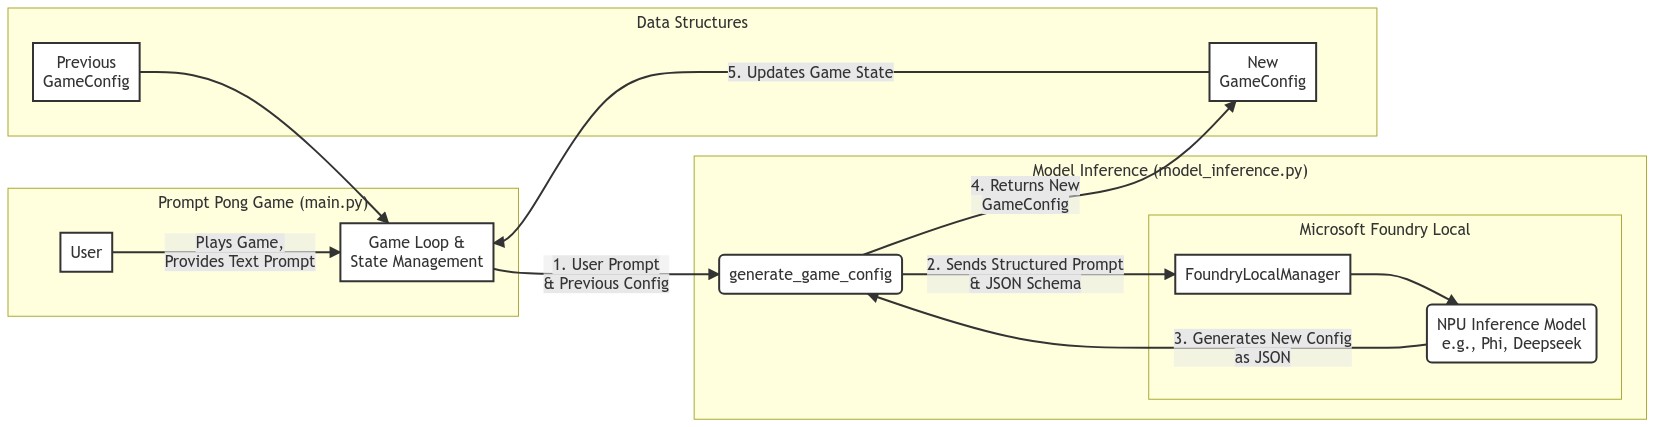 Data Structures
Previous
GameConfig
5. Updates Game State
New
GameConfig
Prompt Pong Game (main.py)
User
Plays Game,
Provides Text Prompt
Game Loop &
State Management
1. User Prompt
& Previous Config
Model Inference (model_inference.py)
4. Returns New
GameConfig
generate_game_config
2. Sends Structured Prompt
& JSON Schema
Microsoft Foundry Local
FoundryLocalManager
NPU Inference Model
e.g., Phi, Deepseek
3. Generates New Config
as JSON